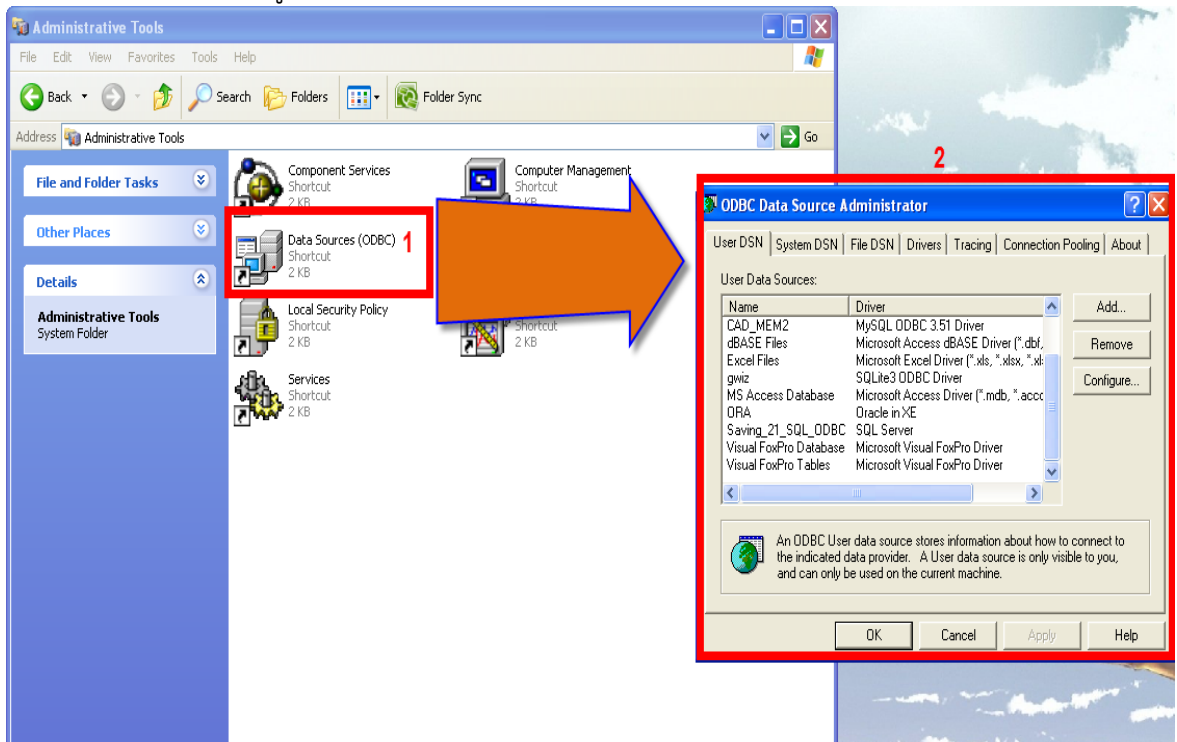 Administrative Tools
File Edit View Favorites Tools Help
Back Search Folders Folder Sync
Address Administrative Tools Go
File and Folder Tasks
Other Places
Details
Administrative Tools
System Folder
Component Services
Shortcut
2 KB
Computer Management
Shortcut
2 KB
Data Sources (ODBC) 1
Shortcut
2 KB
Local Security Policy
Shortcut
2 KB
Shortcut
2 KB
Services
Shortcut
2 KB
2
ODBC Data Source Administrator
User DSN System DSN File DSN Drivers Tracing Connection Pooling About
User Data Sources:
Name Driver
CAD_MEM2 MySQL ODBC 3.51 Driver
dBASE Files Microsoft Access dBASE Driver (*.dbf,
Excel Files Microsoft Excel Driver (*.xls, *.xlsx, *.xl
gwiz SQLite3 ODBC Driver
MS Access Database Microsoft Access Driver (*.mdb, *.acc
ORA Oracle in XE
Saving_21_SQL_ODBC SQL Server
Visual FoxPro Database Microsoft Visual FoxPro Driver
Visual FoxPro Tables Microsoft Visual FoxPro Driver
Add...
Remove
Configure...
An ODBC User data source stores information about how to connect to
the indicated data provider. A User data source is only visible to you,
and can only be used on the current machine.
OK Cancel Apply Help